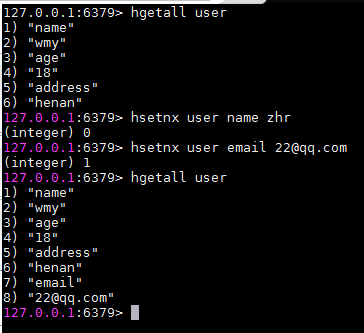 127.0.0.1:6379> hgetall user
1) "name"
2) "wmy"
3) "age"
4) "18"
5) "address"
6) "henan"
127.0.0.1:6379> hsetnx user name zhr
(integer) 0
127.0.0.1:6379> hsetnx user email 22@qq.com
(integer) 1
127.0.0.1:6379> hgetall user
1) "name"
2) "wmy"
3) "age"
4) "18"
5) "address"
6) "henan"
7) "email"
8) "22@qq.com"
127.0.0.1:6379>